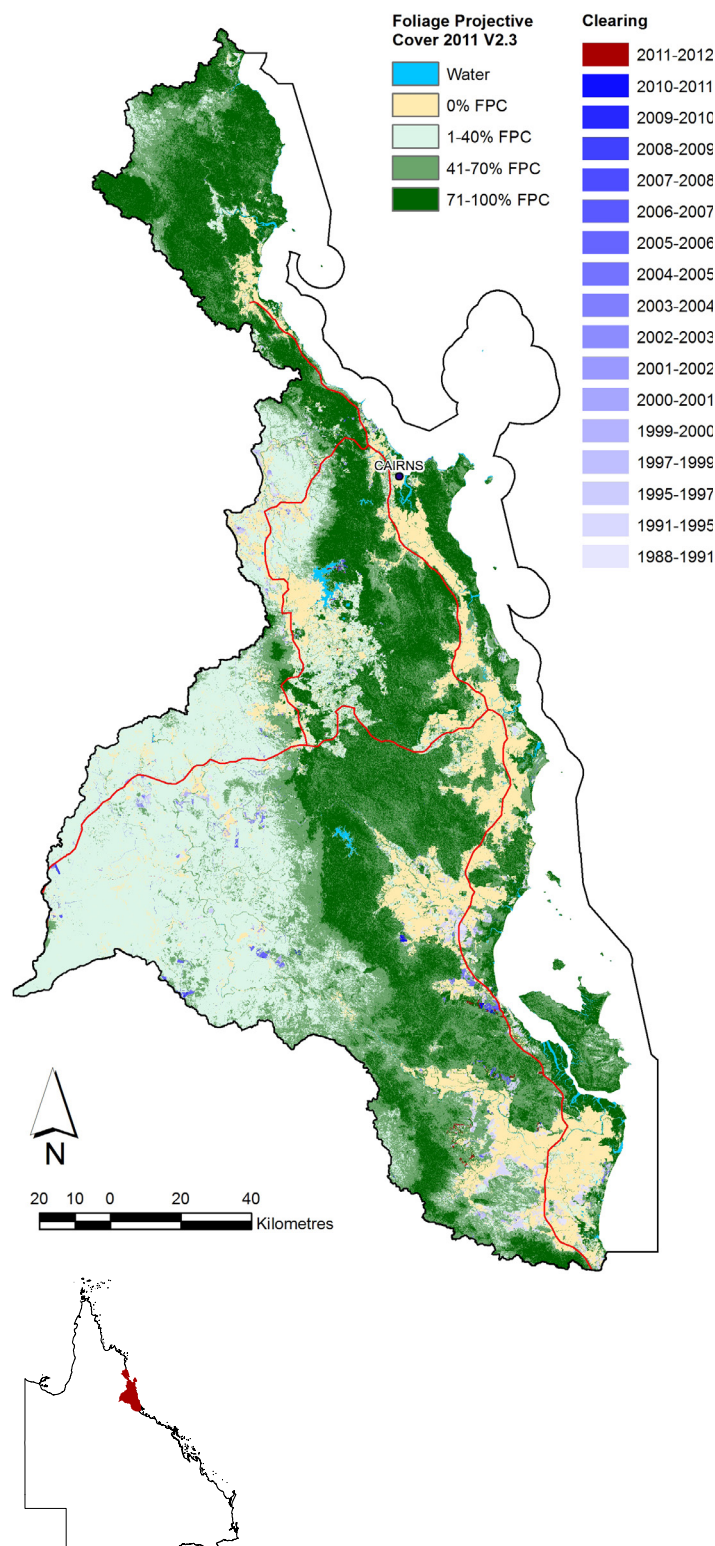 Foliage Projective
Cover 2011 V2.3
Water
0% FPC
1-40% FPC
41-70% FPC
71-100% FPC
Clearing
2011-2012
2010-2011
2009-2010
2008-2009
2007-2008
2006-2007
2005-2006
2004-2005
2003-2004
2002-2003
2001-2002
2000-2001
1999-2000
1997-1999
1995-1997
1991-1995
1988-1991
CAIRNS
N
20 10 0 20 40
Kilometres